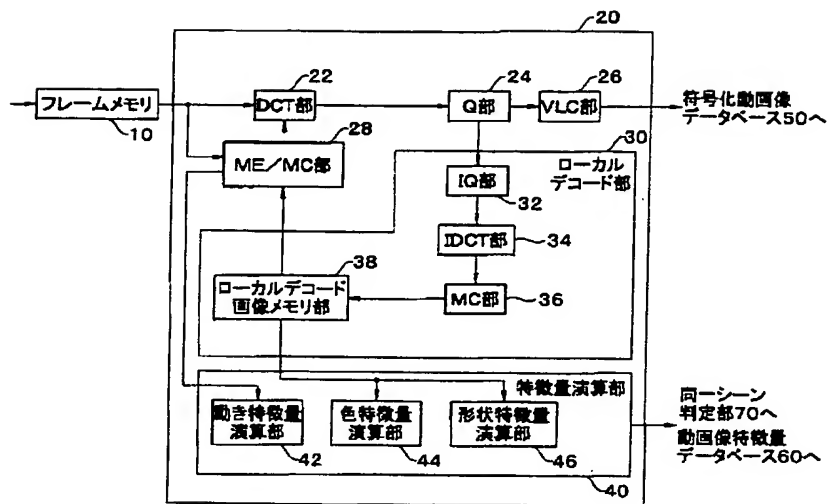 20
22
24
26
フレームメモリ
DCT部
Q部
VLC部
符号化動画像
データベース50へ
10
28
ME/MC部
30
ローカル
デコード部
IQ部
32
IDCT部
34
38
ローカルデコード
画像メモリ部
MC部
36
特徴量演算部
動き特徴量
演算部
色特徴量
演算部
形状特徴量
演算部
42
44
46
同一シーン
判定部70へ
動画像特徴量
データベース60へ
40